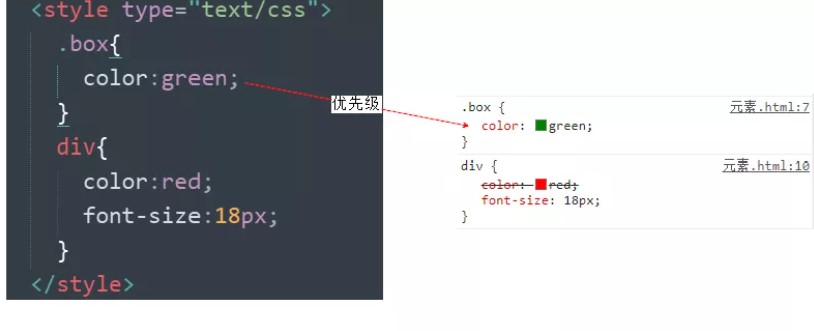 <style type="text/css">
.box{
color:green;
}
div{
color:red;
font-size:18px;
}
</style>
优先级
.box {
元素.html:7
color: green;
}
div {
元素.html:10
color: red;
font-size: 18px;
}